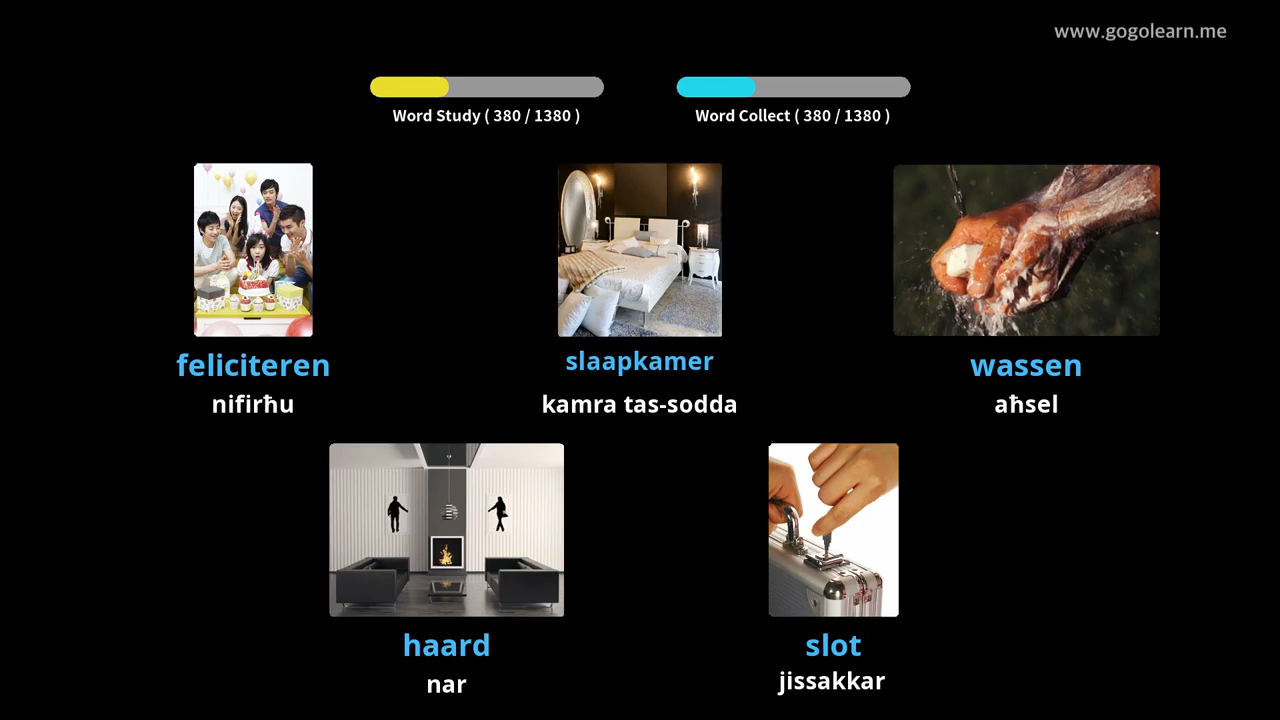 www.gogolearn.me
Word Study ( 380 / 1380 )
Word Collect ( 380 / 1380 )
feliciteren
nifirħu
slaapkamer
kamra tas-sodda
wassen
aħsel
haard
nar
slot
jissakkar